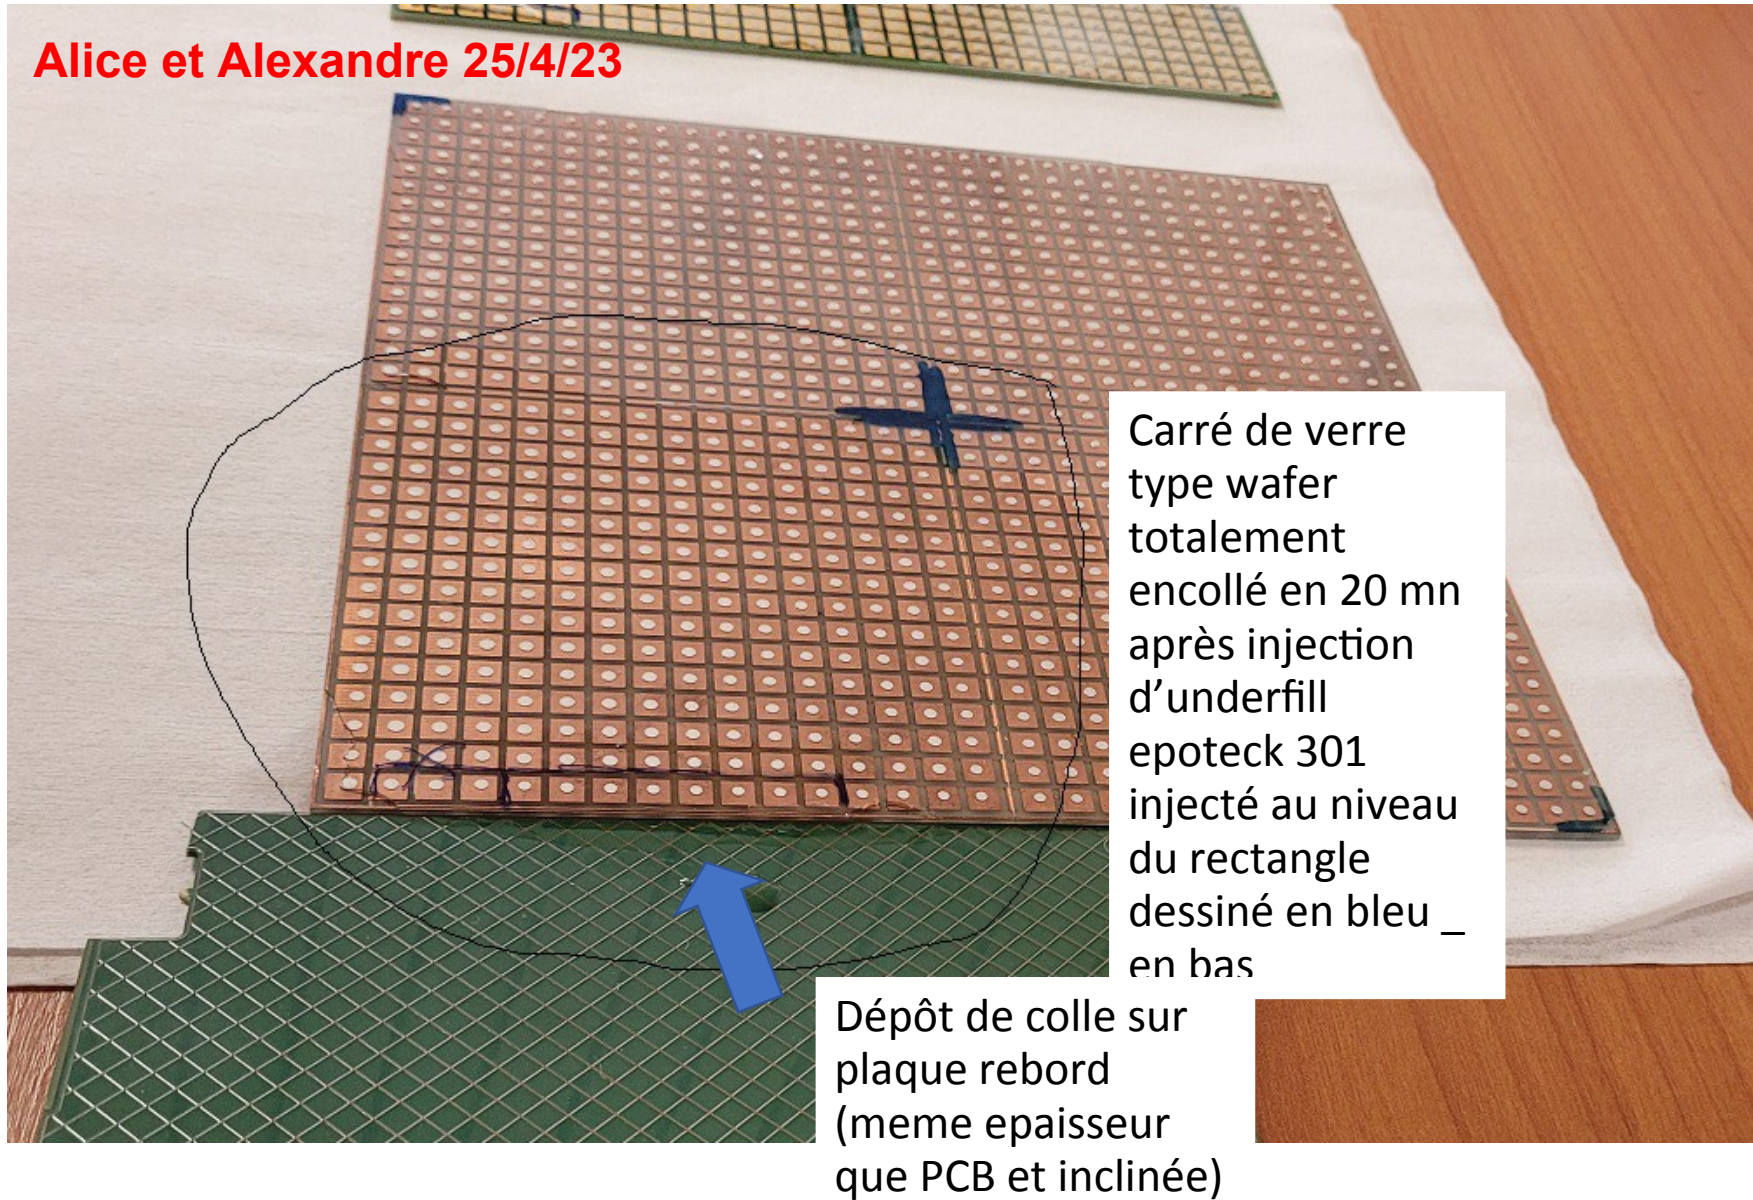 Alice et Alexandre 25/4/23
Carré de verre
type wafer
totalement
encollé en 20 mn
après injection
d’underfill
epoteck 301
injecté au niveau
du rectangle
dessiné en bleu _
en bas
Dépôt de colle sur
plaque rebord
(meme epaisseur
que PCB et inclinée)